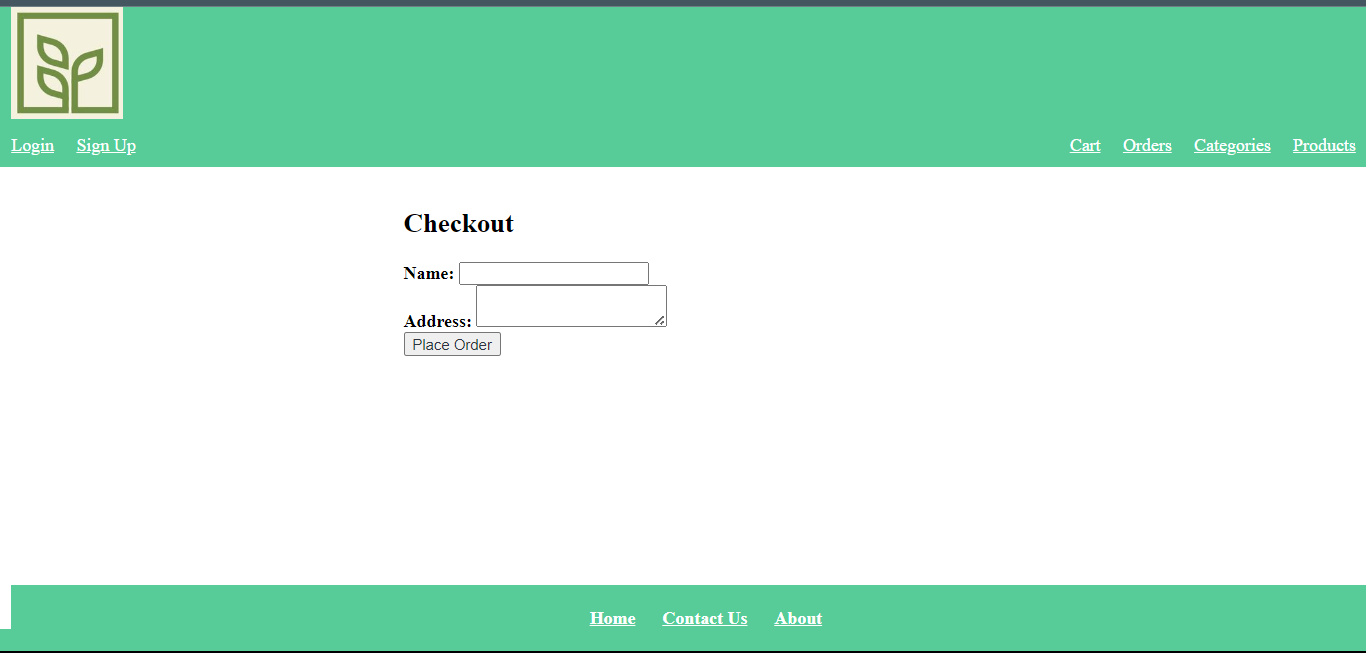 Login Sign Up Cart Orders Categories Products
Checkout
Name:
Address:
Place Order
Home Contact Us About